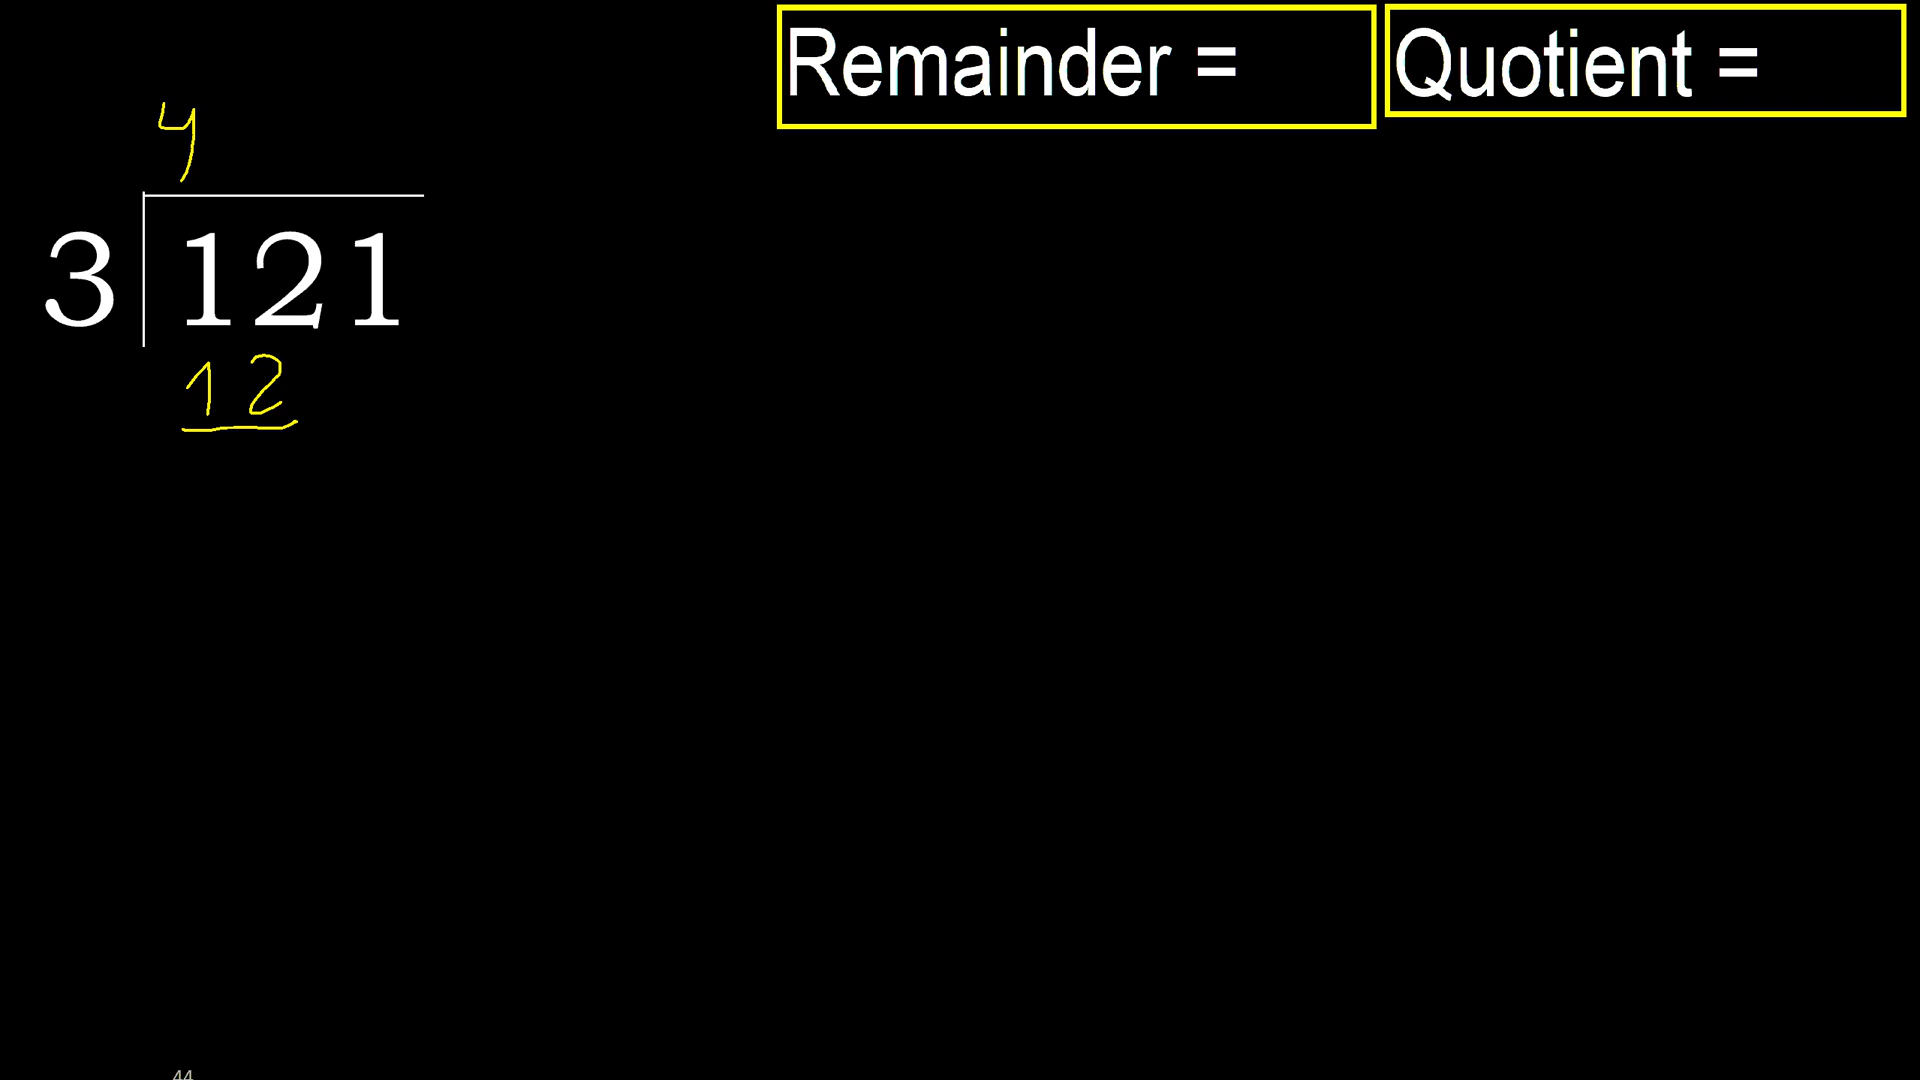 Remainder = Quotient =
4
3 121
12
44